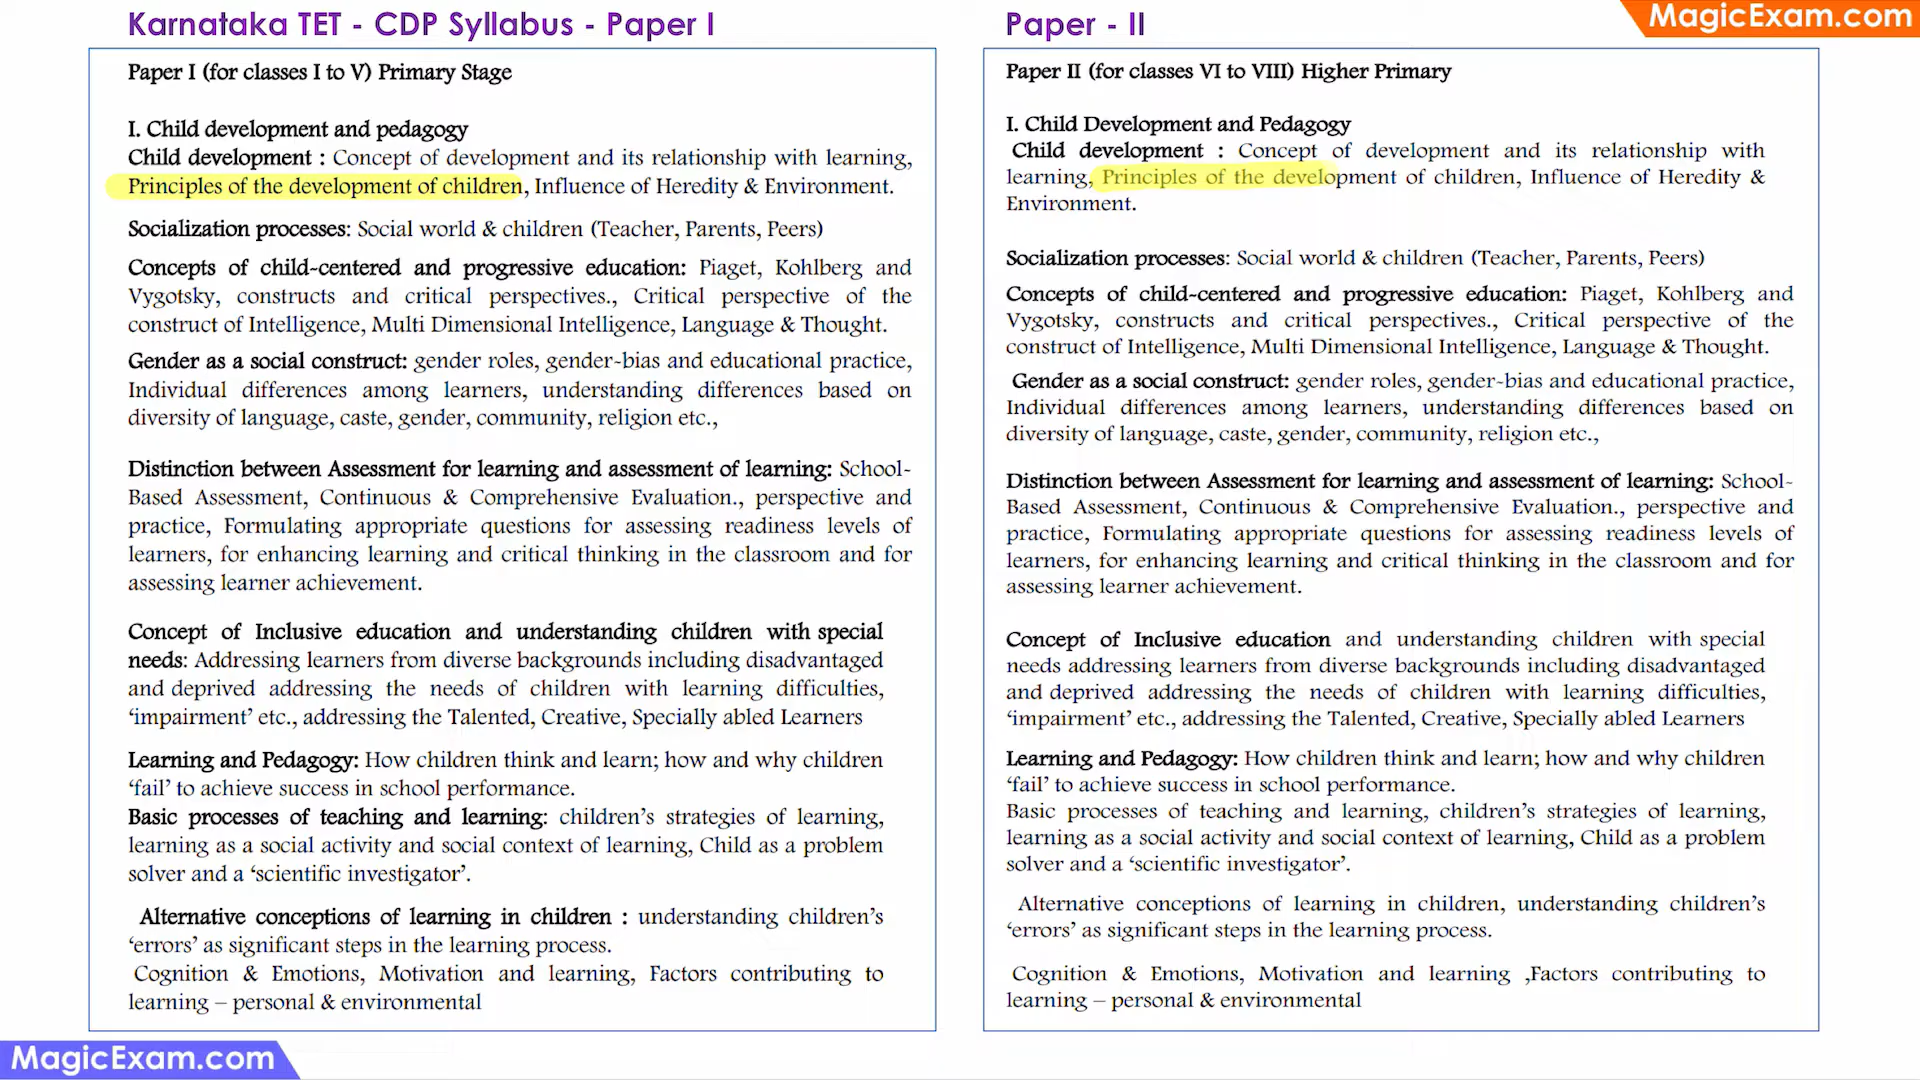 Karnataka TET - CDP Syllabus - Paper I
Paper I (for classes I to V) Primary Stage
I. Child development and pedagogy
Child development : Concept of development and its relationship with learning,
Principles of the development of children, Influence of Heredity & Environment.
Socialization processes: Social world & children (Teacher, Parents, Peers)
Concepts of child-centered and progressive education: Piaget, Kohlberg and
Vygotsky, constructs and critical perspectives., Critical perspective of the
construct of Intelligence, Multi Dimensional Intelligence, Language & Thought.
Gender as a social construct: gender roles, gender-bias and educational practice,
Individual differences among learners, understanding differences based on
diversity of language, caste, gender, community, religion etc.,
Distinction between Assessment for learning and assessment of learning: School-
Based Assessment, Continuous & Comprehensive Evaluation., perspective and
practice, Formulating appropriate questions for assessing readiness levels of
learners, for enhancing learning and critical thinking in the classroom and for
assessing learner achievement.
Concept of Inclusive education and understanding children with special
needs: Addressing learners from diverse backgrounds including disadvantaged
and deprived addressing the needs of children with learning difficulties,
‘impairment’ etc., addressing the Talented, Creative, Specially abled Learners
Learning and Pedagogy: How children think and learn; how and why children
‘fail’ to achieve success in school performance.
Basic processes of teaching and learning: children’s strategies of learning,
learning as a social activity and social context of learning, Child as a problem
solver and a ‘scientific investigator’.
Alternative conceptions of learning in children : understanding children’s
‘errors’ as significant steps in the learning process.
Cognition & Emotions, Motivation and learning, Factors contributing to
learning – personal & environmental
Paper - II
Paper II (for classes VI to VIII) Higher Primary
I. Child Development and Pedagogy
Child development : Concept of development and its relationship with
learning, Principles of the development of children, Influence of Heredity &
Environment.
Socialization processes: Social world & children (Teacher, Parents, Peers)
Concepts of child-centered and progressive education: Piaget, Kohlberg and
Vygotsky, constructs and critical perspectives., Critical perspective of the
construct of Intelligence, Multi Dimensional Intelligence, Language & Thought.
Gender as a social construct: gender roles, gender-bias and educational practice,
Individual differences among learners, understanding differences based on
diversity of language, caste, gender, community, religion etc.,
Distinction between Assessment for learning and assessment of learning: School-
Based Assessment, Continuous & Comprehensive Evaluation., perspective and
practice, Formulating appropriate questions for assessing readiness levels of
learners, for enhancing learning and critical thinking in the classroom and for
assessing learner achievement.
Concept of Inclusive education and understanding children with special
needs addressing learners from diverse backgrounds including disadvantaged
and deprived addressing the needs of children with learning difficulties,
‘impairment’ etc., addressing the Talented, Creative, Specially abled Learners
Learning and Pedagogy: How children think and learn; how and why children
‘fail’ to achieve success in school performance.
Basic processes of teaching and learning, children’s strategies of learning,
learning as a social activity and social context of learning, Child as a problem
solver and a ‘scientific investigator’.
Alternative conceptions of learning in children, understanding children’s
‘errors’ as significant steps in the learning process.
Cognition & Emotions, Motivation and learning ,Factors contributing to
learning – personal & environmental
MagicExam.com
MagicExam.com